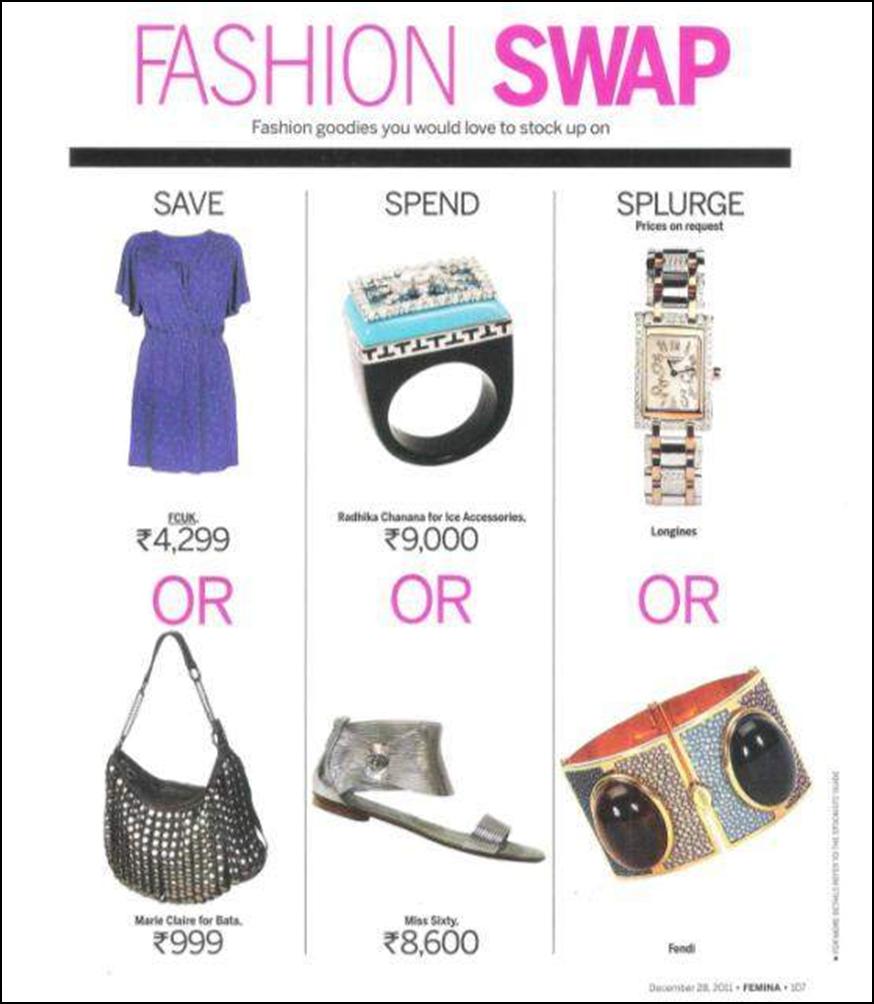 FASHION SWAP
Fashion goodies you would love to stock up on
SAVE
FCUK.
₹4,299
OR
Marie Claire for Bata.
₹999
SPEND
Radhika Chanana for Ice Accessories.
₹9,000
OR
Miss Sixty.
₹8,600
SPLURGE
Prices on request
Longines
OR
Fendi
■ FOR MORE DETAILS REFER TO THE STOCKISTS GUIDE
December 28, 2011 • FEMINA • 107